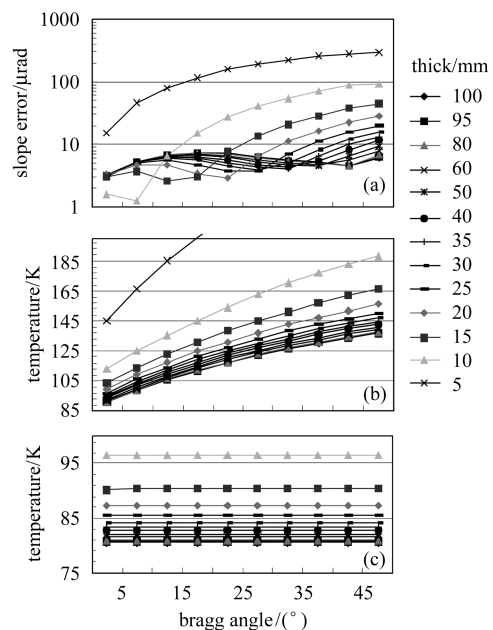 1000
100
10
1
slope error/μrad
(a)
185
165
145
125
105
85
temperature/K
(b)
95
85
75
temperature/K
(c)
5 15 25 35 45
bragg angle/(°)
thick/mm
100
95
80
60
50
40
35
30
25
20
15
10
5